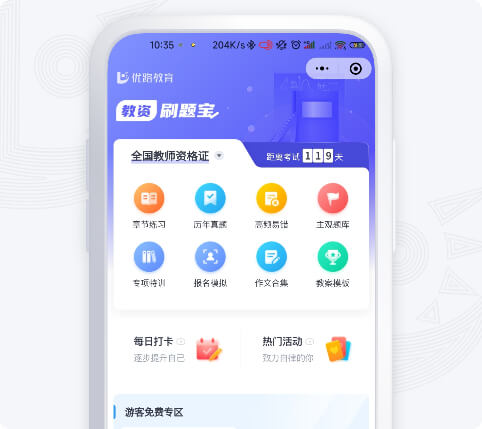 10:35
204K/s
优路教育
教资 刷题宝
全国教师资格证
距离考试 119 天
章节练习 历年真题 高频易错 主观题库
专项特训 报名模拟 作文合集 教案模板
每日打卡 热门活动
逐步提升自己 致力自律的你
游客免费专区